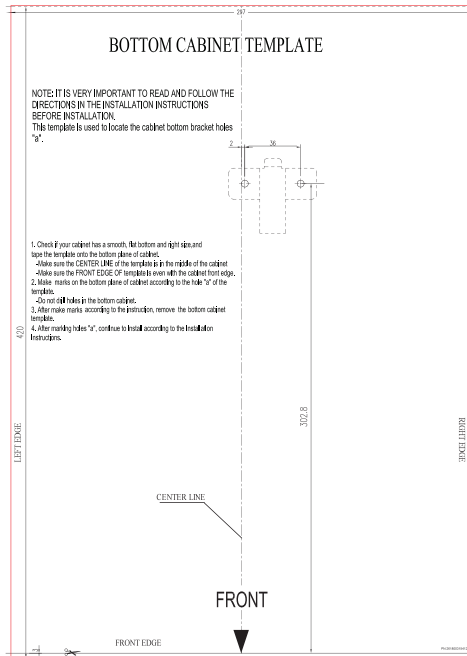 297
BOTTOM CABINET TEMPLATE
NOTE: IT IS VERY IMPORTANT TO READ AND FOLLOW THE
DIRECTIONS IN THE INSTALLATION INSTRUCTIONS
BEFORE INSTALLATION.
This template is used to locate the cabinet bottom bracket holes
"a".
2
36
1. Check if your cabinet has a smooth, flat bottom and right size,and
tape the template onto the bottom plane of cabinet.
-Make sure the CENTER LINE of the template is in the middle of the cabinet
-Make sure the FRONT EDGE OF template is even with the cabinet front edge.
2. Make marks on the bottom plane of cabinet according to the hole "a" of the
template.
-Do not drill holes in the bottom cabinet.
3. After make marks according to the instruction, remove the bottom cabinet
template.
4. After marking holes "a", continue to install according to the Installation
Instructions.
420
302.8
LEFT EDGE
RIGHT EDGE
CENTER LINE
FRONT
FRONT EDGE